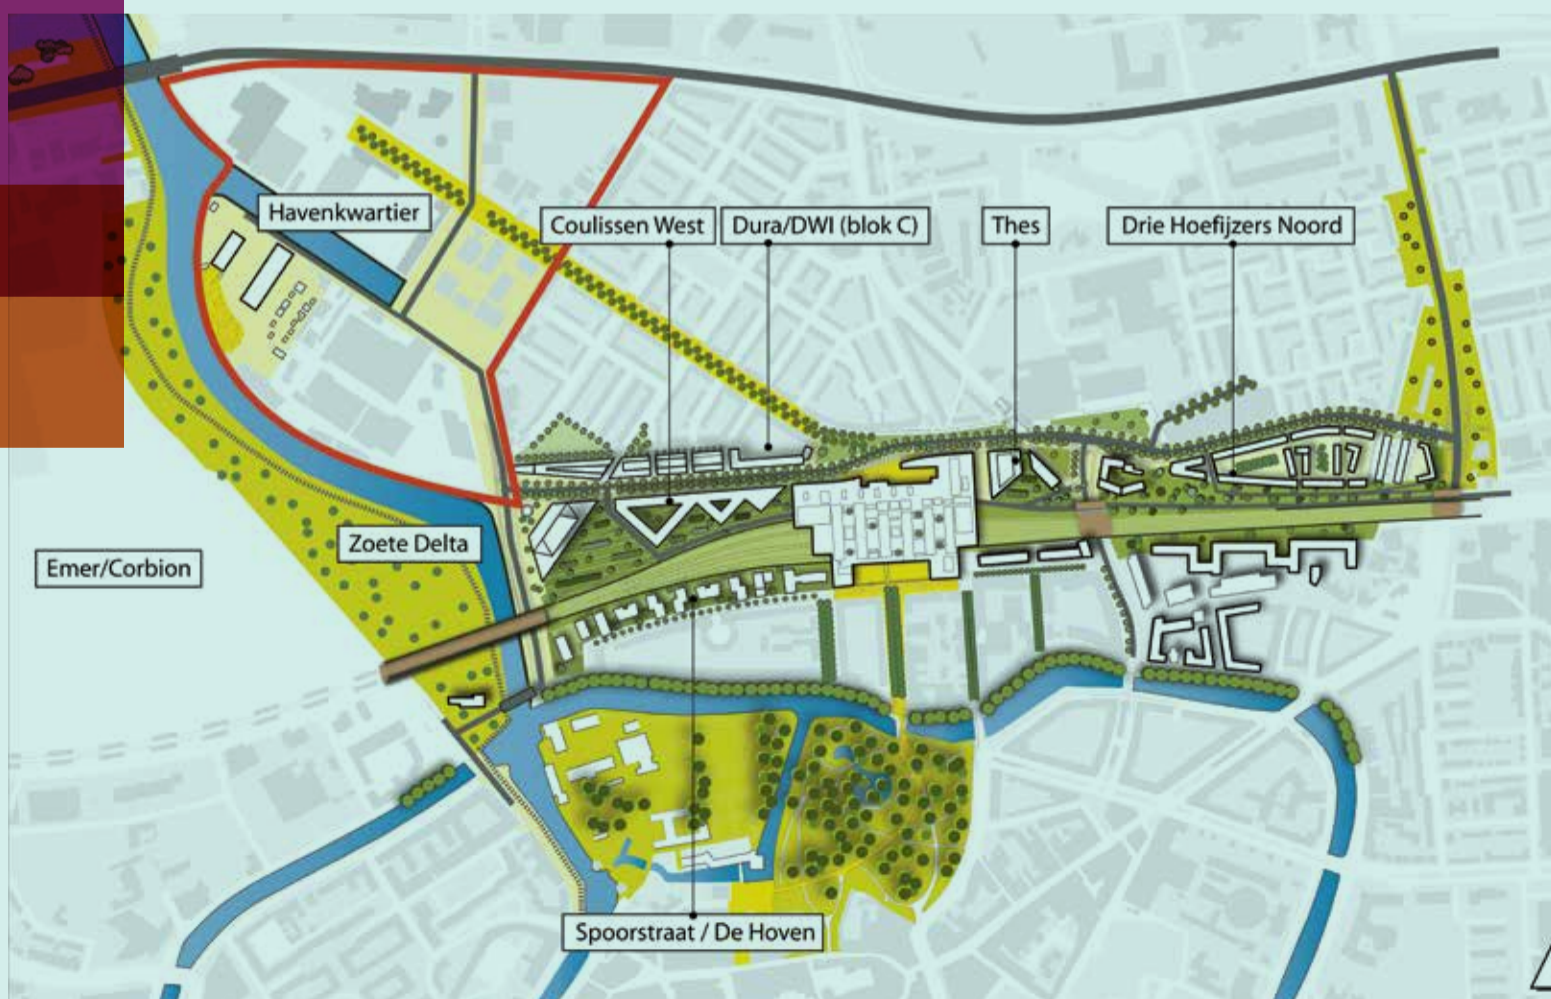 Havenkwartier
Coulissen West
Dura/DWI (blok C)
Thes
Drie Hoefijzers Noord
Zoete Delta
Emer/Corbion
Spoorstraat / De Hoven